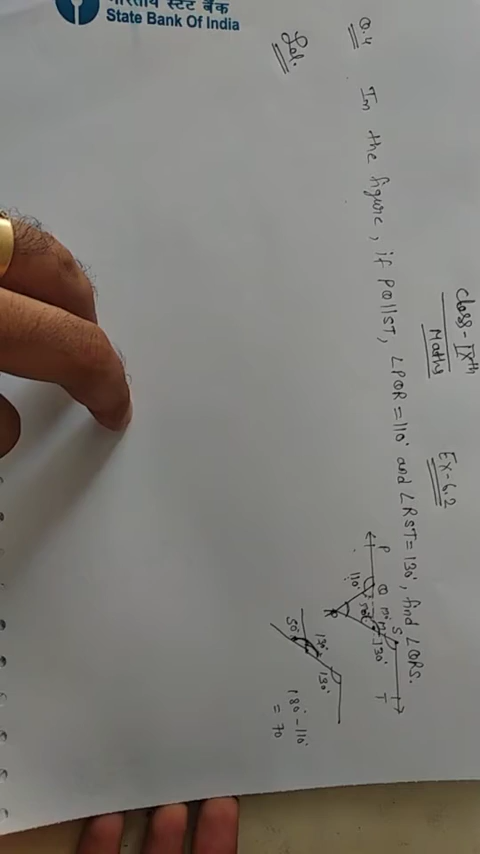 भारतीय स्टेट बैंक
State Bank Of India
Class-IXth
Maths
Ex-6.2
Q.4 In the figure, if PQ||ST, ∠PQR=110° and ∠RST=130°, find ∠QRS.
Sol.
P Q S T
110° 130°
R
50° 130° 130°
180°-110°
= 70